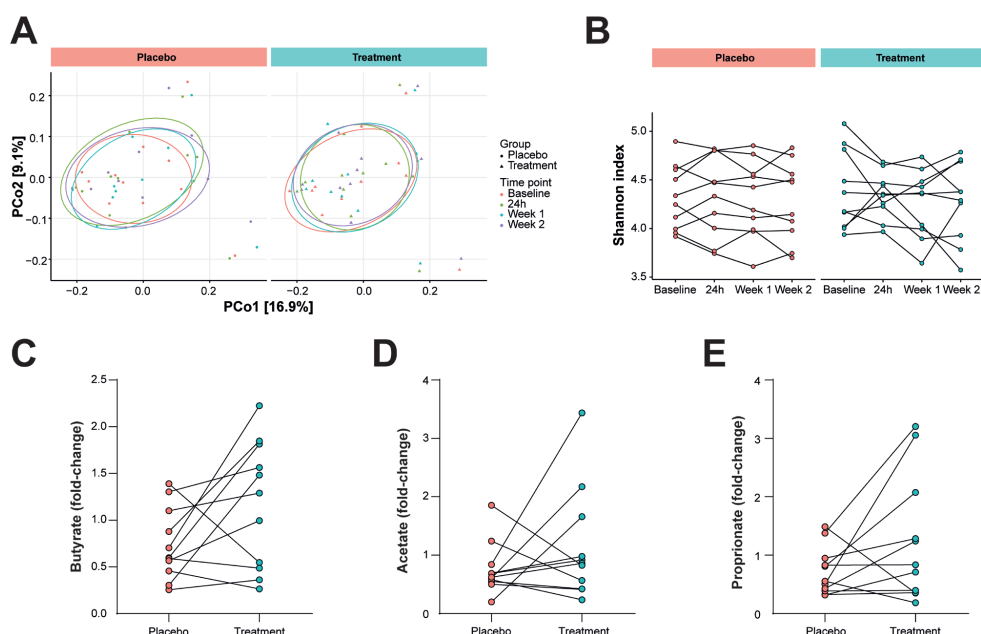 A
Placebo
Treatment
0.2
0.1
0.0
−0.1
−0.2
PCo2 [9.1%]
−0.2
0.0
0.2
−0.2
0.0
0.2
PCo1 [16.9%]
Group
Placebo
Treatment
Time point
Baseline
24h
Week 1
Week 2
B
Placebo
Treatment
Shannon index
5.0
4.5
4.0
3.5
Baseline
24h
Week 1
Week 2
Baseline
24h
Week 1
Week 2
C
Butyrate (fold-change)
2.5
2.0
1.5
1.0
0.5
0.0
Placebo
Treatment
D
Acetate (fold-change)
4
3
2
1
0
Placebo
Treatment
E
Proprionate (fold-change)
4
3
2
1
0
Placebo
Treatment